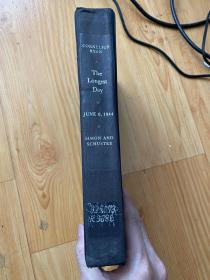 CORNELIUS
RYAN
The
Longest
Day
JUNE 6, 1944
SIMON AND
SCHUSTER